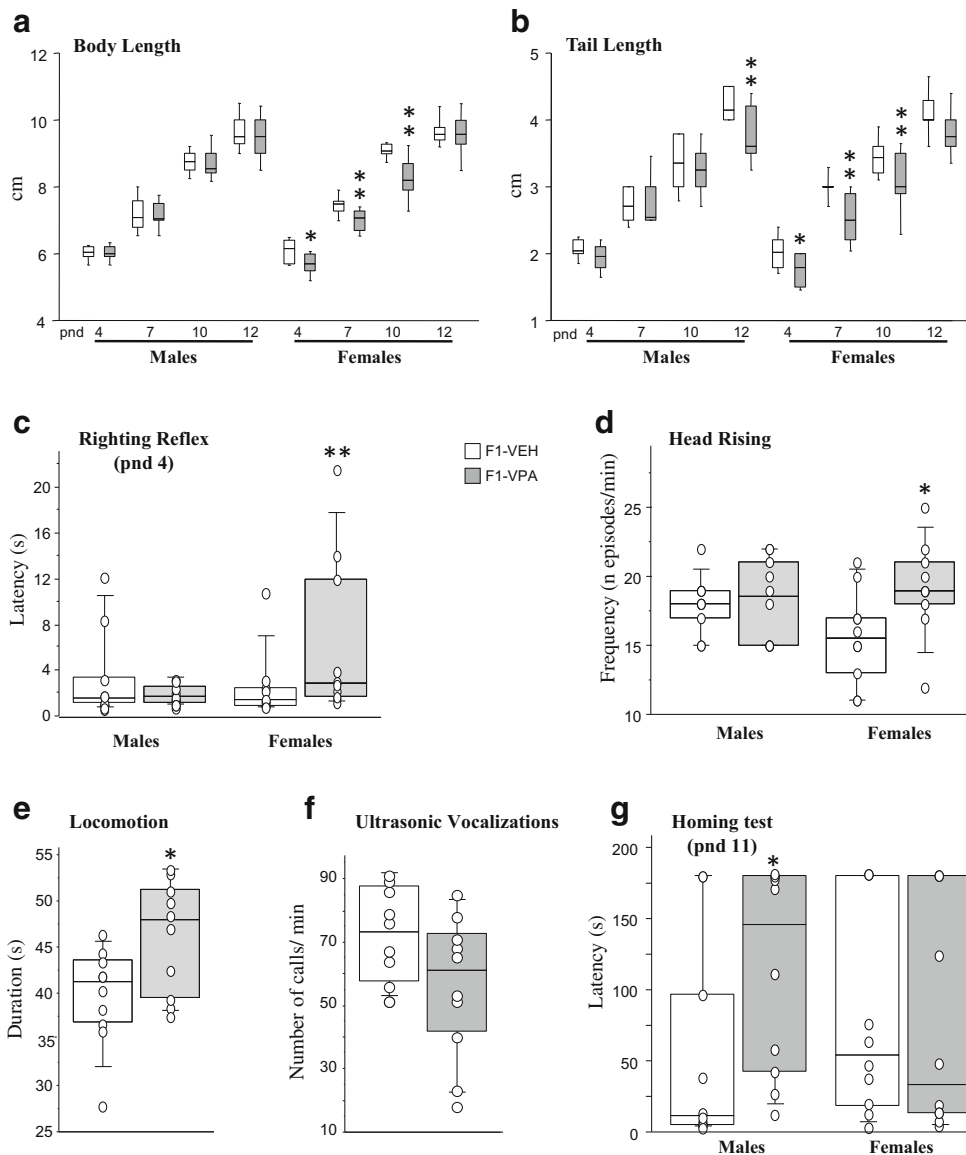 a
Body Length
12
10
8
6
4
cm
* * * * *
pnd 4 7 10 12 4 7 10 12
Males Females
b
Tail Length
5
4
3
2
1
cm
* * * * * * *
pnd 4 7 10 12 4 7 10 12
Males Females
c
Righting Reflex
(pnd 4)
20
16
12
8
4
2
0
Latency (s)
**
Males Females
F1-VEH
F1-VPA
d
Head Rising
25
20
15
10
Frequency (n episodes/min)
*
Males Females
e
Locomotion
55
50
45
40
35
30
25
Duration (s)
*
f
Ultrasonic Vocalizations
90
70
50
30
10
Number of calls/ min
g
Homing test
(pnd 11)
200
150
100
50
0
Latency (s)
*
Males Females